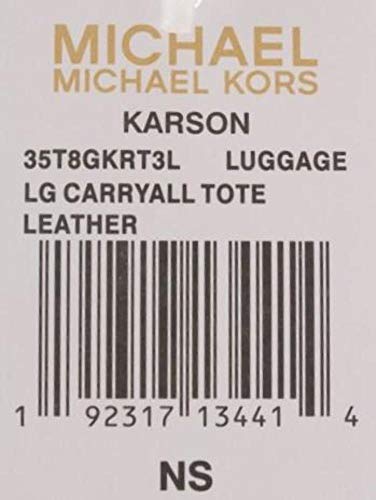 MICHAEL
MICHAEL KORS
KARSON
35T8GKRT3L LUGGAGE
LG CARRYALL TOTE
LEATHER
1 92317 13441 4
NS